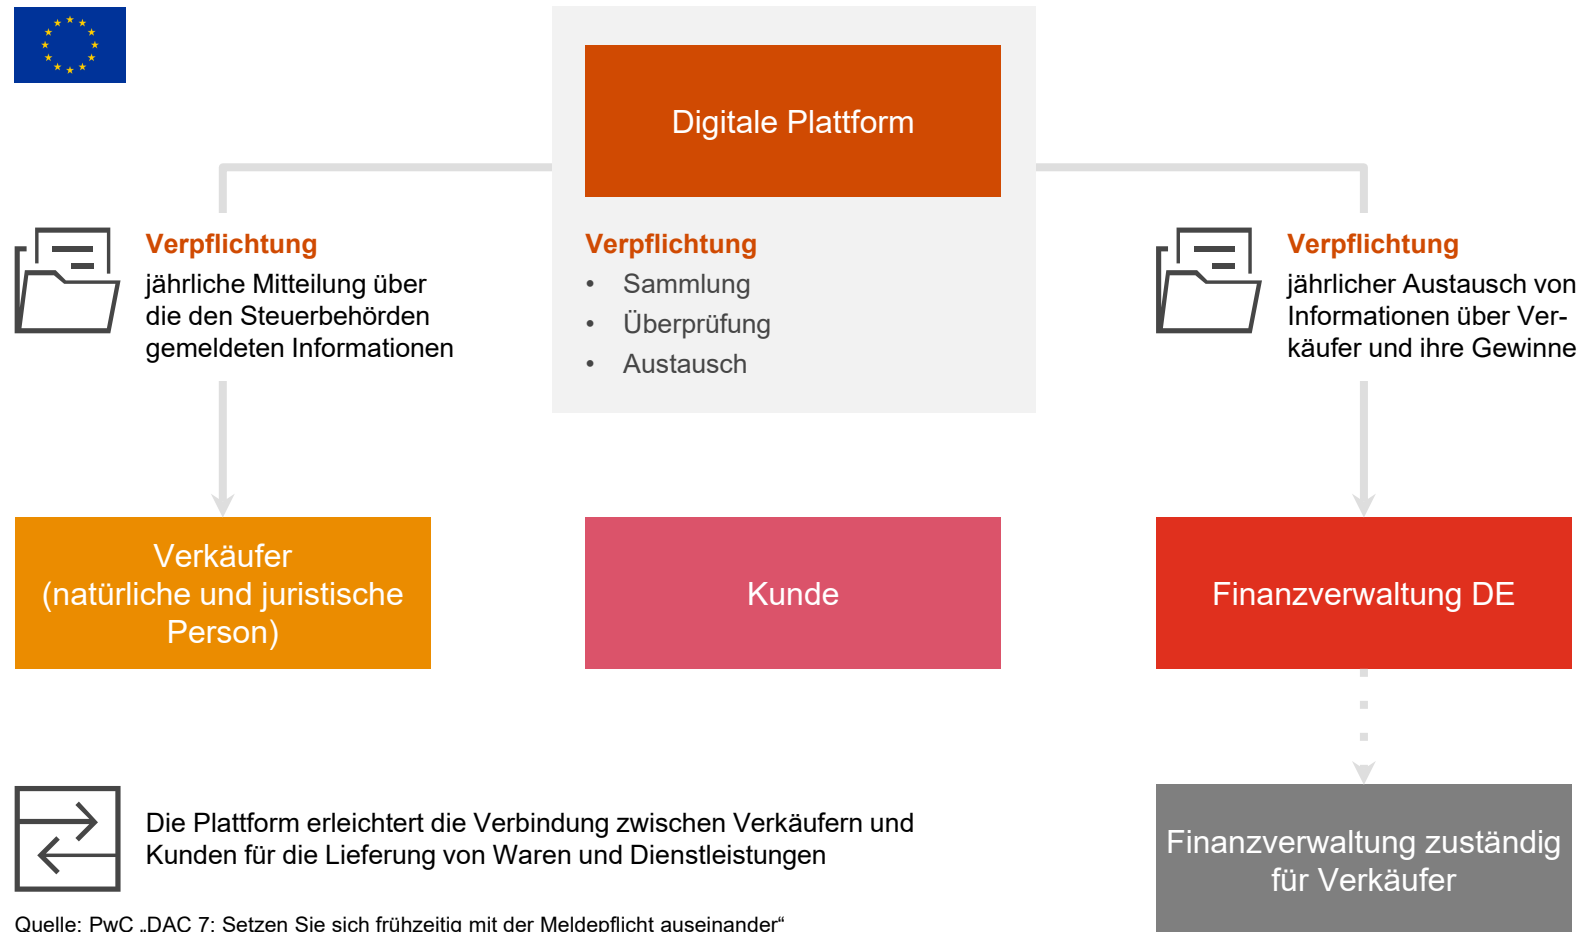 Digitale Plattform
Verpflichtung
jährliche Mitteilung über
die den Steuerbehörden
gemeldeten Informationen
Verpflichtung
• Sammlung
• Überprüfung
• Austausch
Verpflichtung
jährlicher Austausch von
Informationen über Ver-
käufer und ihre Gewinne
Verkäufer
(natürliche und juristische
Person)
Kunde
Finanzverwaltung DE
Die Plattform erleichtert die Verbindung zwischen Verkäufern und
Kunden für die Lieferung von Waren und Dienstleistungen
Finanzverwaltung zuständig
für Verkäufer
Quelle: PwC „DAC 7: Setzen Sie sich frühzeitig mit der Meldepflicht auseinander“